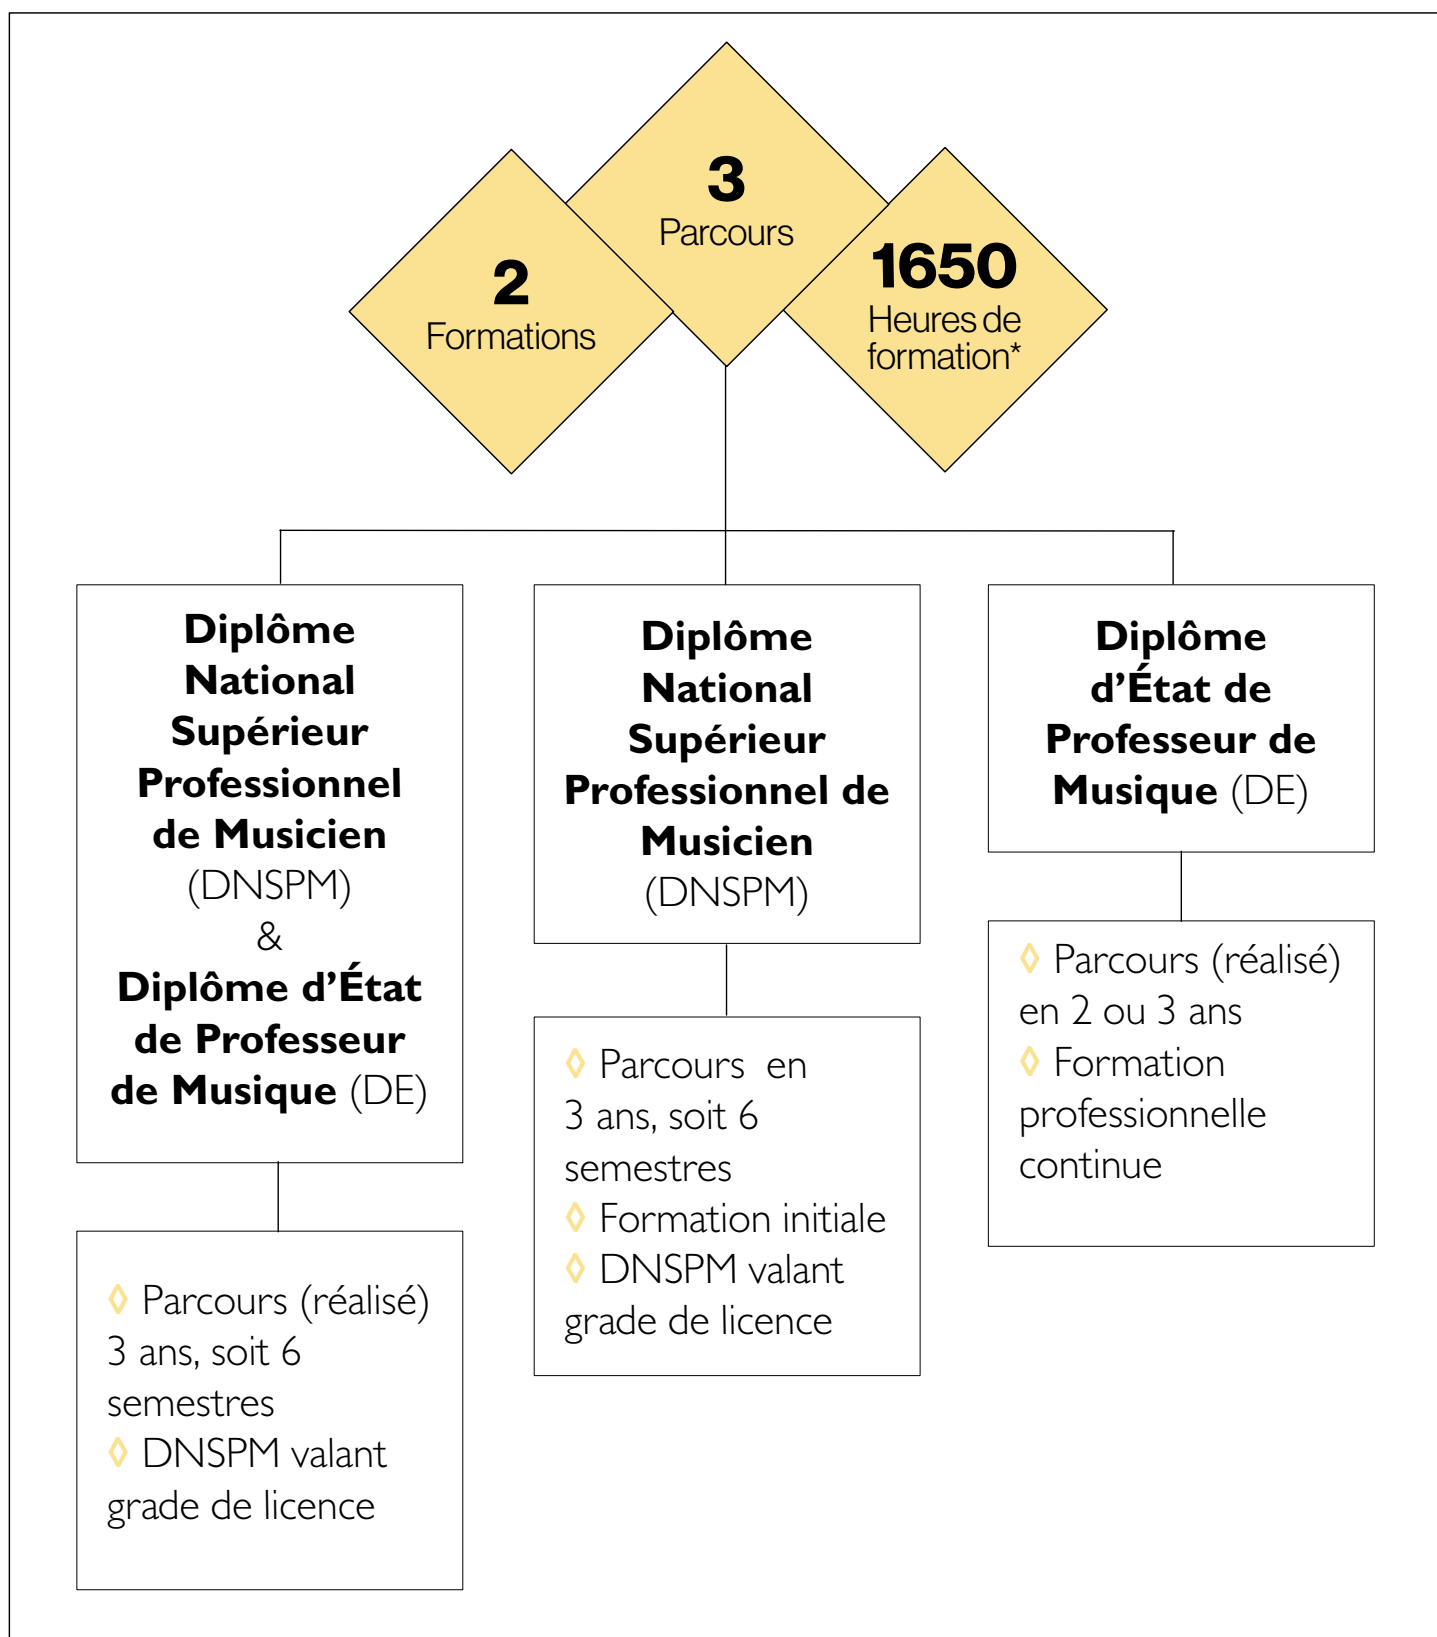 3
Parcours
2
Formations
1650
Heures de
formation*
Diplôme
National
Supérieur
Professionnel
de Musicien
(DNSPM)
&
Diplôme d’État
de Professeur
de Musique (DE)
◊ Parcours (réalisé)
3 ans, soit 6
semestres
◊ DNSPM valant
grade de licence
Diplôme
National
Supérieur
Professionnel de
Musicien
(DNSPM)
◊ Parcours en
3 ans, soit 6
semestres
◊ Formation initiale
◊ DNSPM valant
grade de licence
Diplôme
d’État de
Professeur de
Musique (DE)
◊ Parcours (réalisé)
en 2 ou 3 ans
◊ Formation
professionnelle
continue